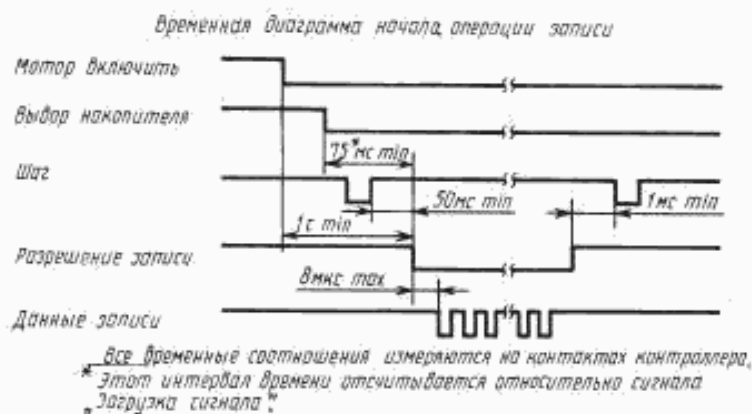 Временная диаграмма начала операции записи
Мотор включить
Выбор накопителя
75* мс min
Шаг
50мс min
1мс min
1с min
Разрешение записи
8мкс max
Данные записи
Все временные соотношения измеряются на контактах контроллера.
* Этот интервал времени отсчитывается относительно сигнала
„Загрузка сигнала"